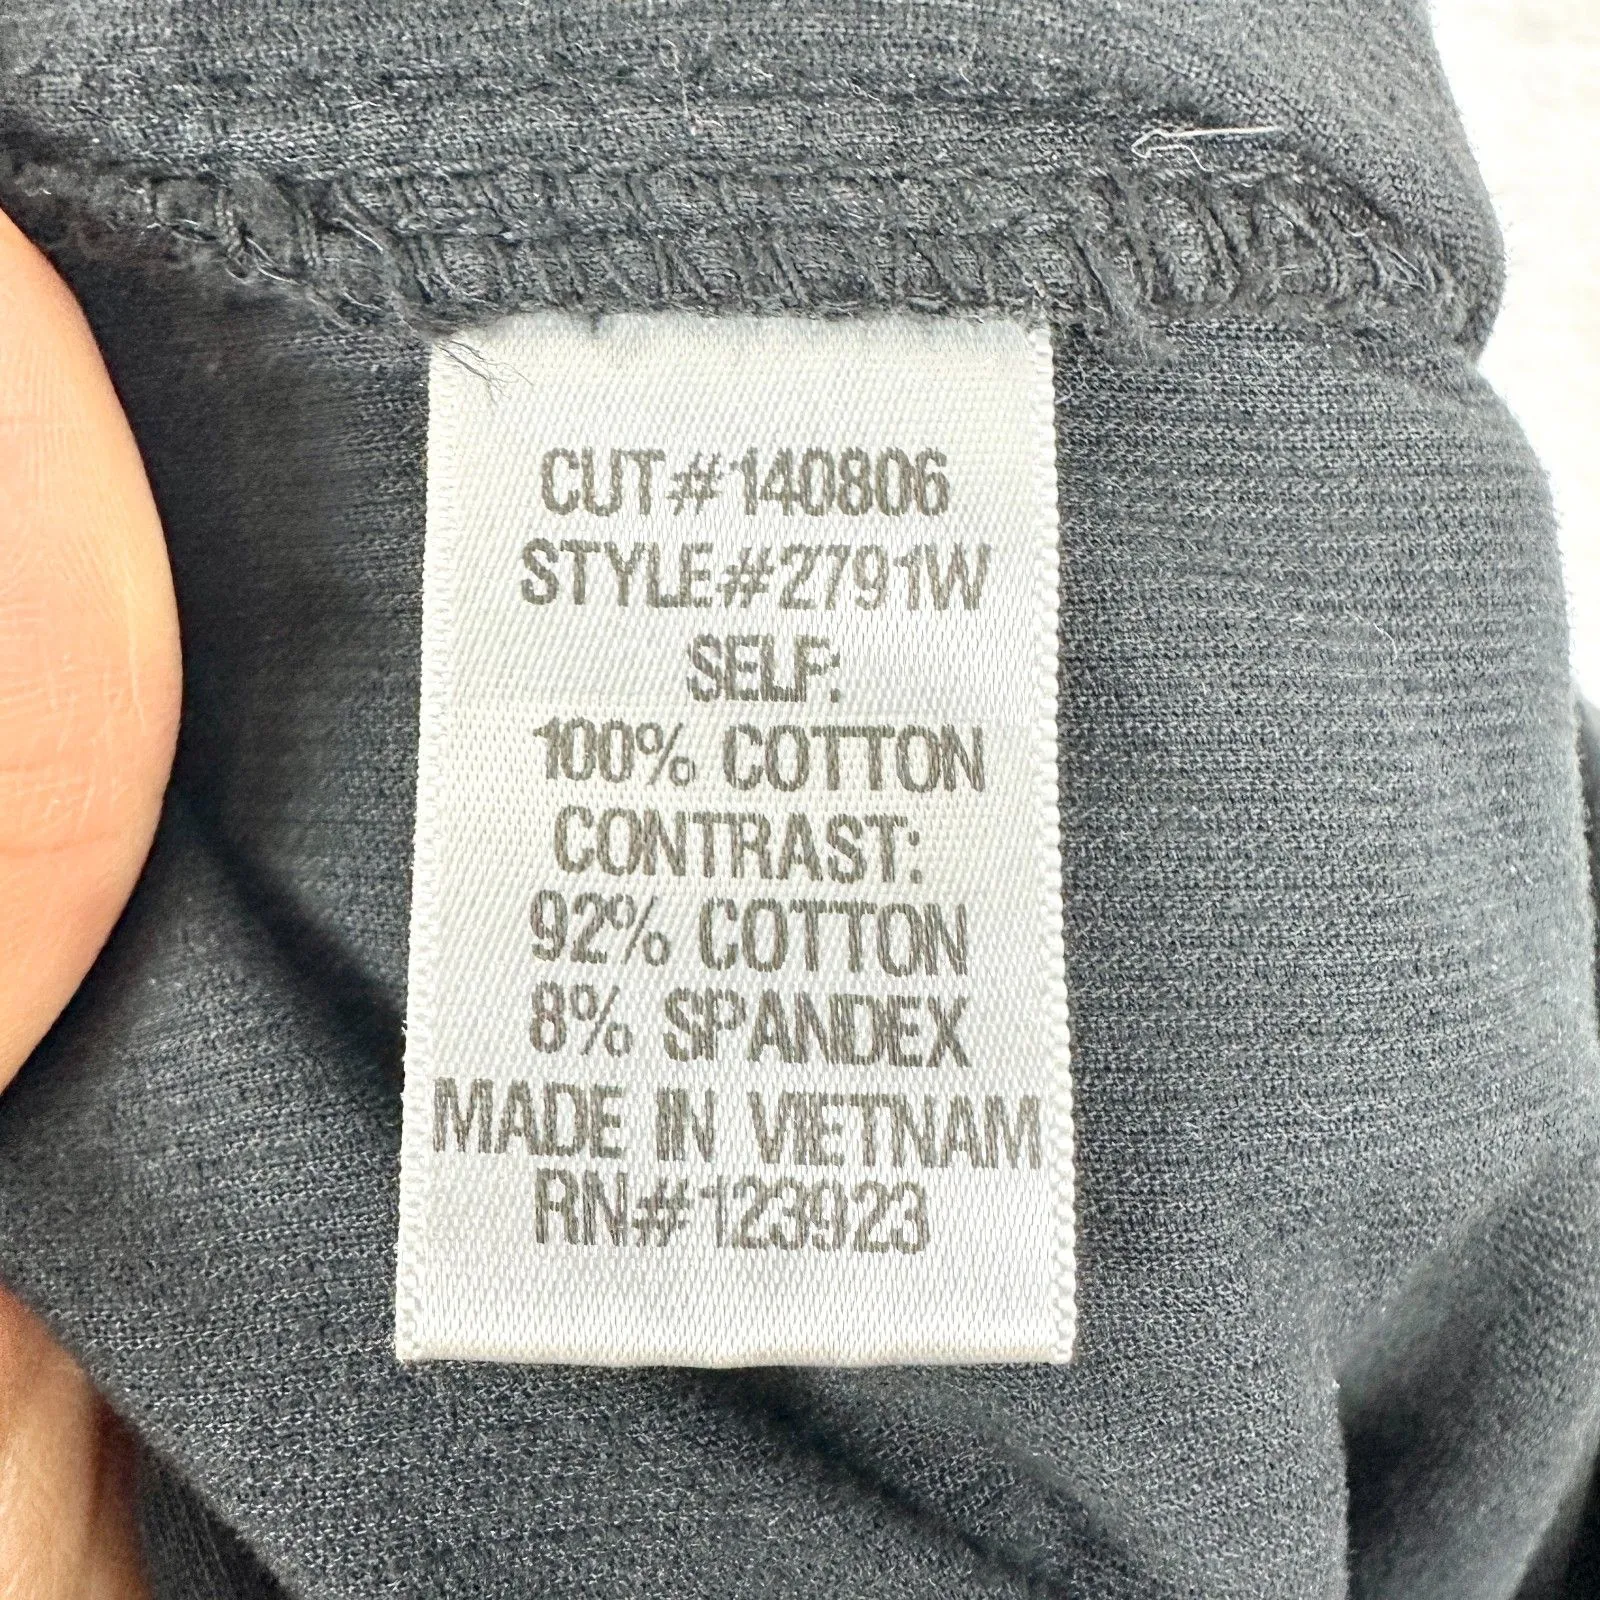 CUT#140806
STYLE#2791W
SELF:
100% COTTON
CONTRAST:
92% COTTON
8% SPANDEX
MADE IN VIETNAM
RN#123923